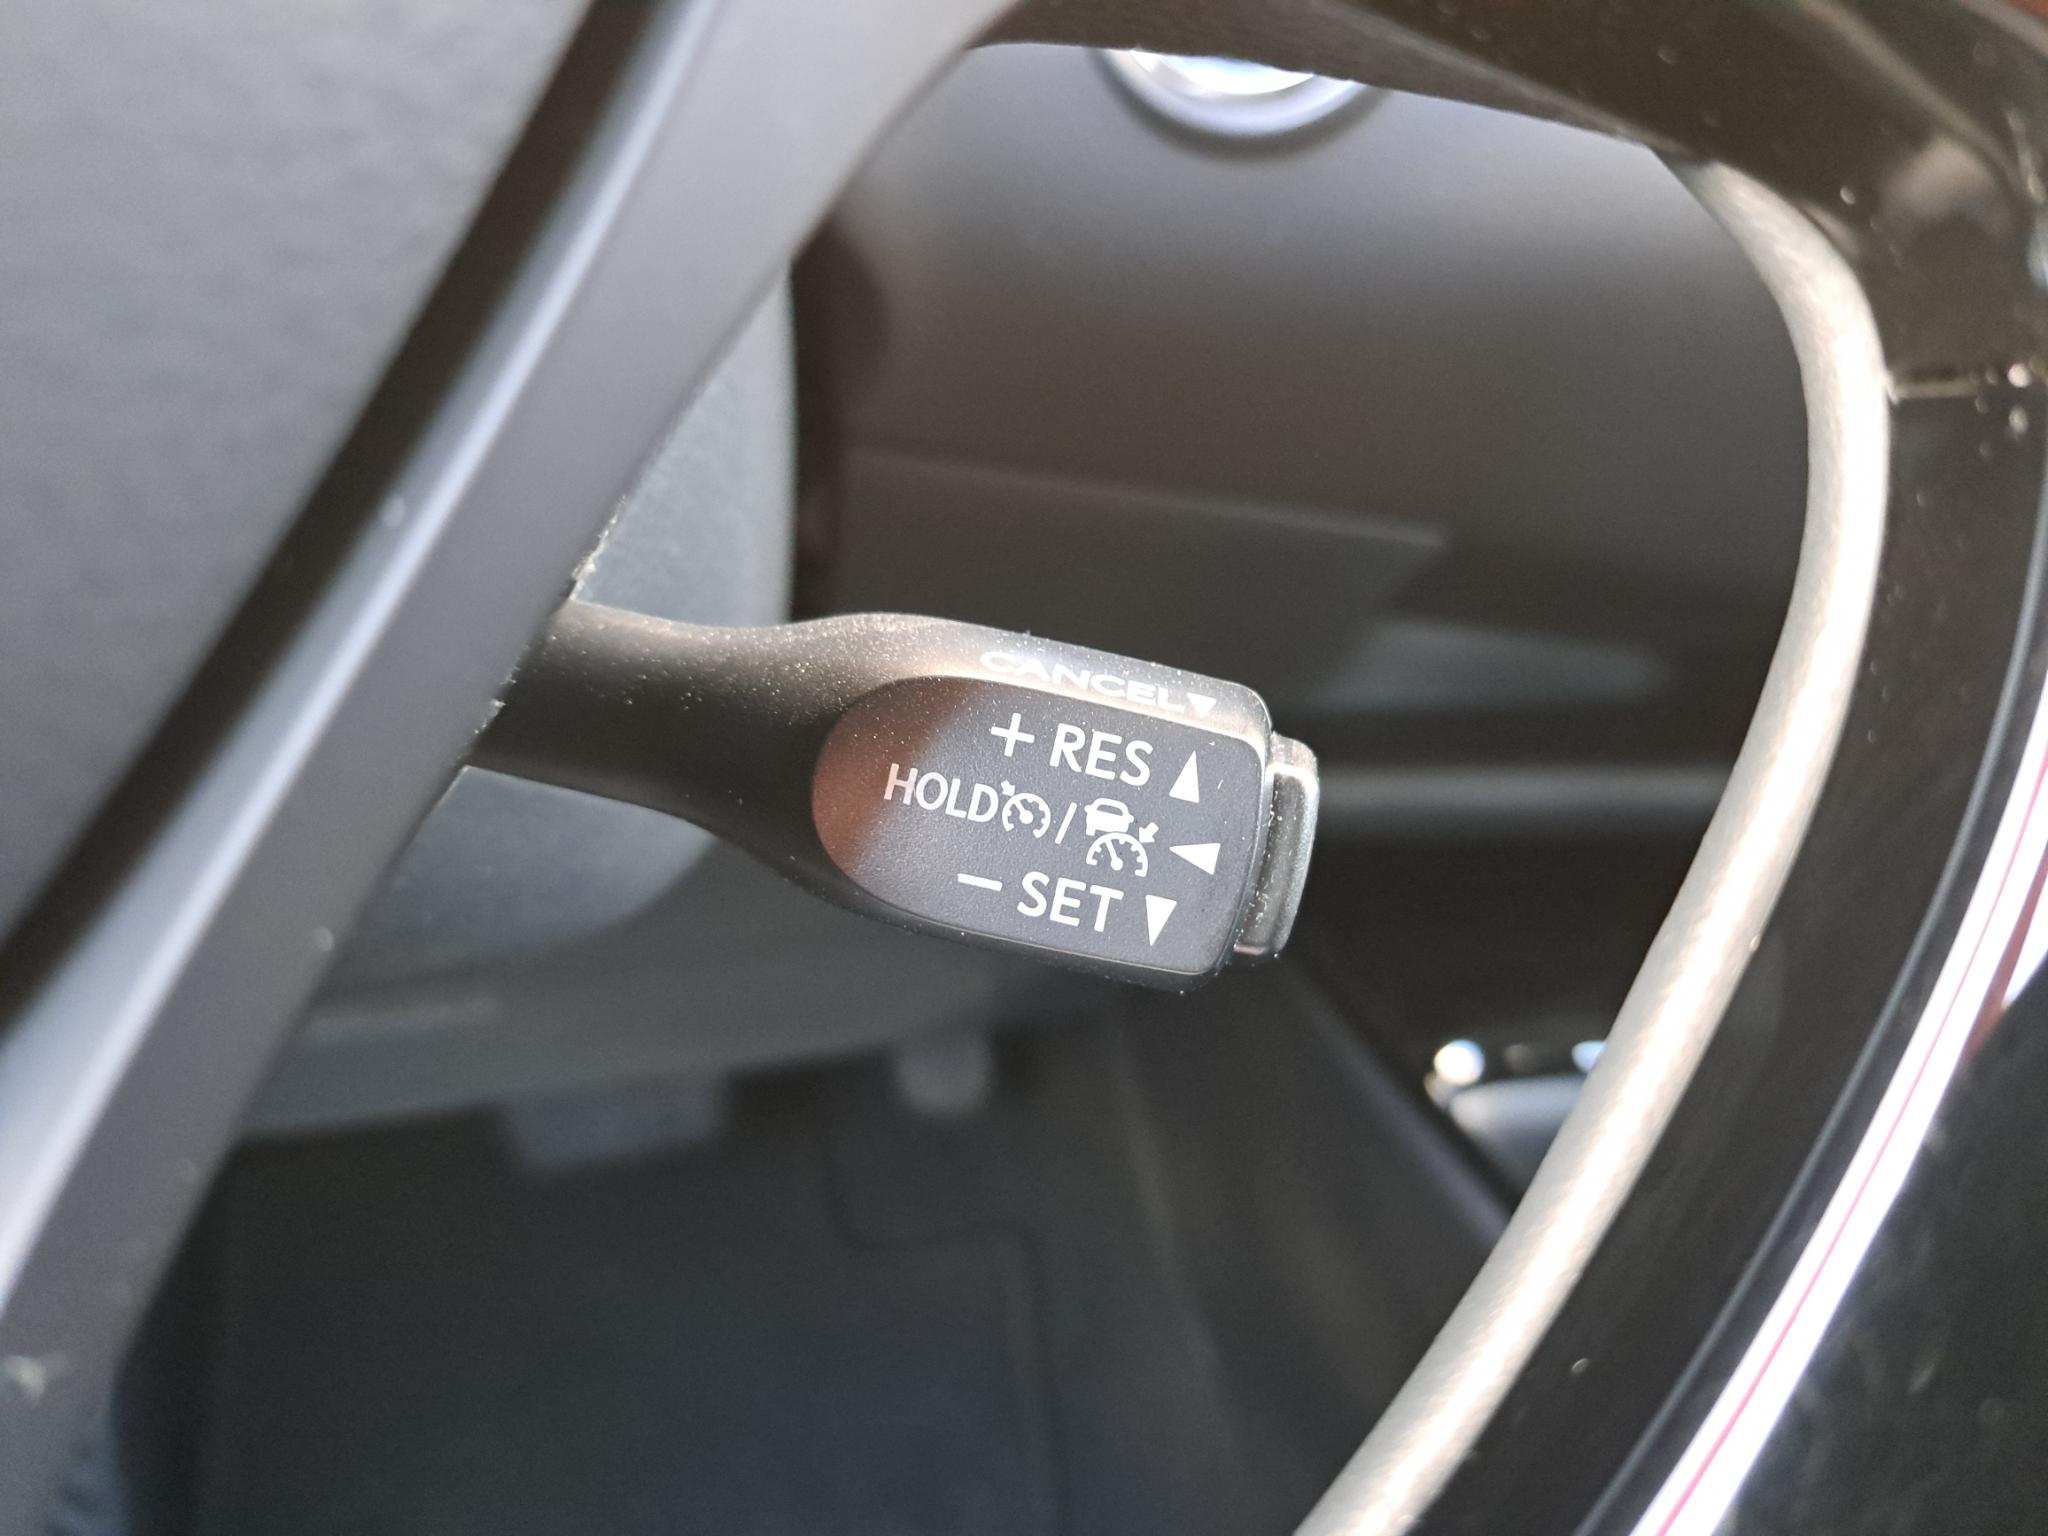 CANCEL
+ RES
HOLD /
− SET